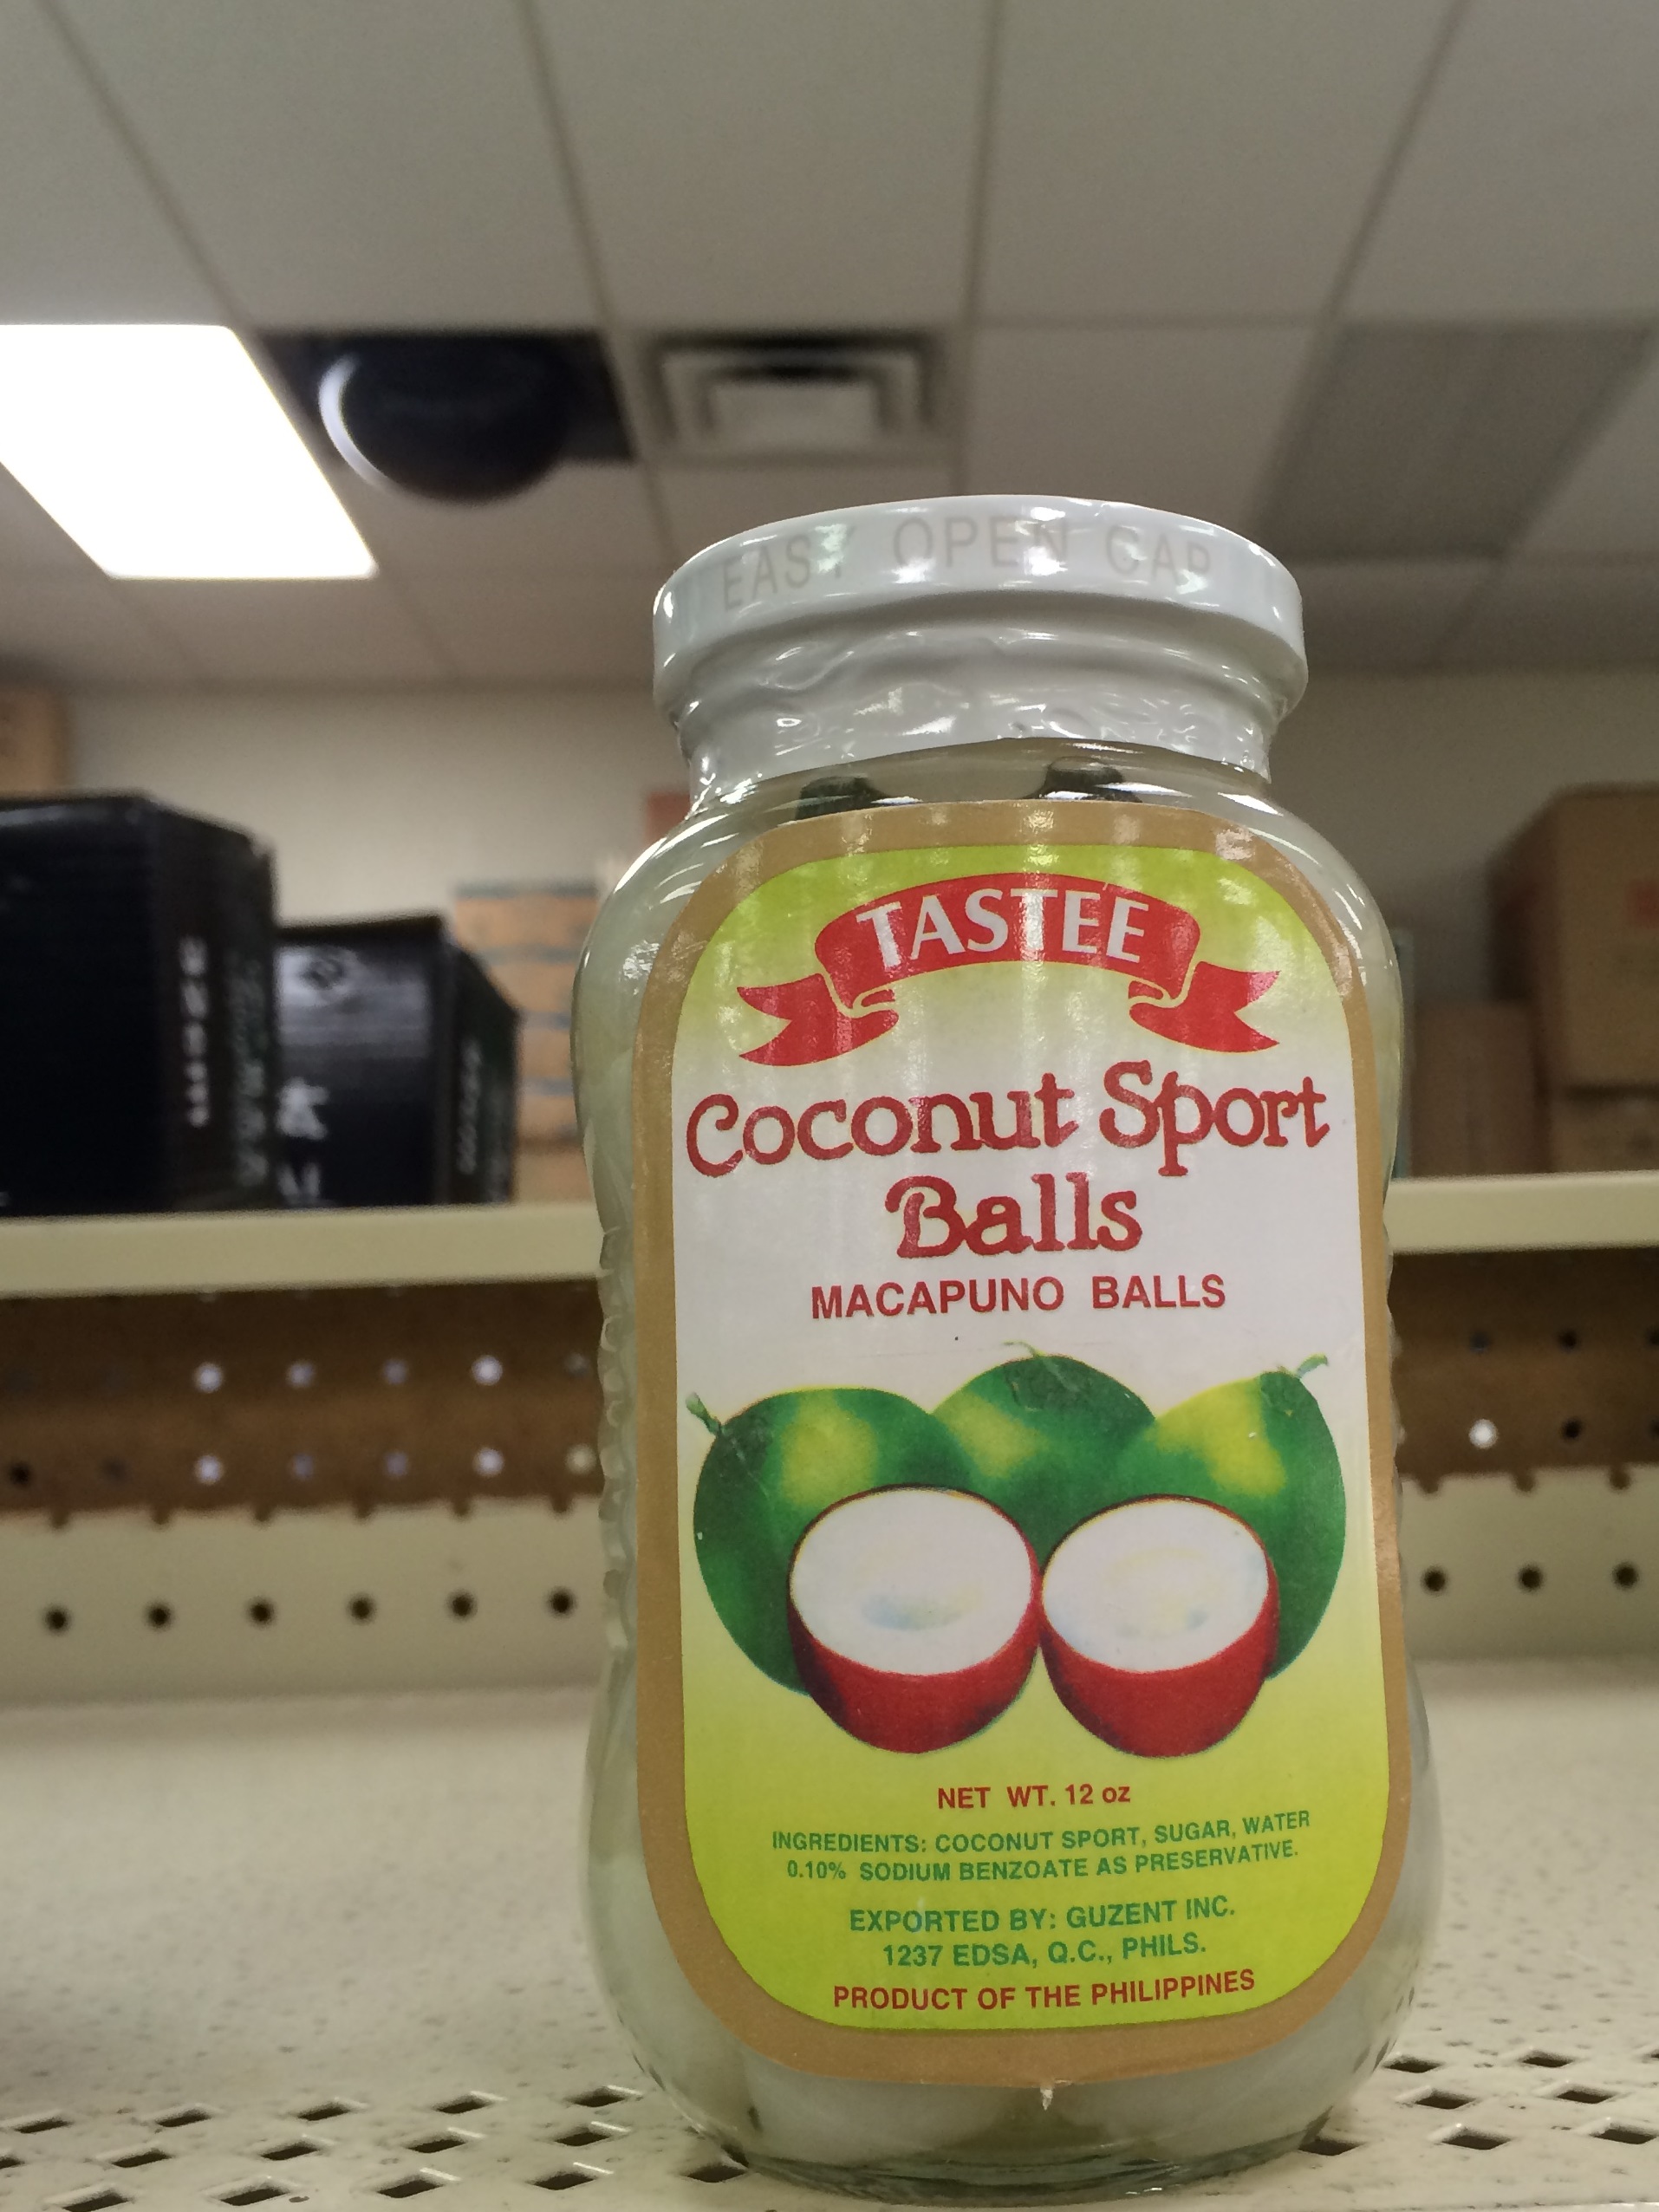 EASY OPEN CAP
TASTEE
Coconut Sport
Balls
MACAPUNO BALLS
NET WT. 12 oz
INGREDIENTS: COCONUT SPORT, SUGAR, WATER
0.10% SODIUM BENZOATE AS PRESERVATIVE.
EXPORTED BY: GUZENT INC.
1237 EDSA, Q.C., PHILS.
PRODUCT OF THE PHILIPPINES